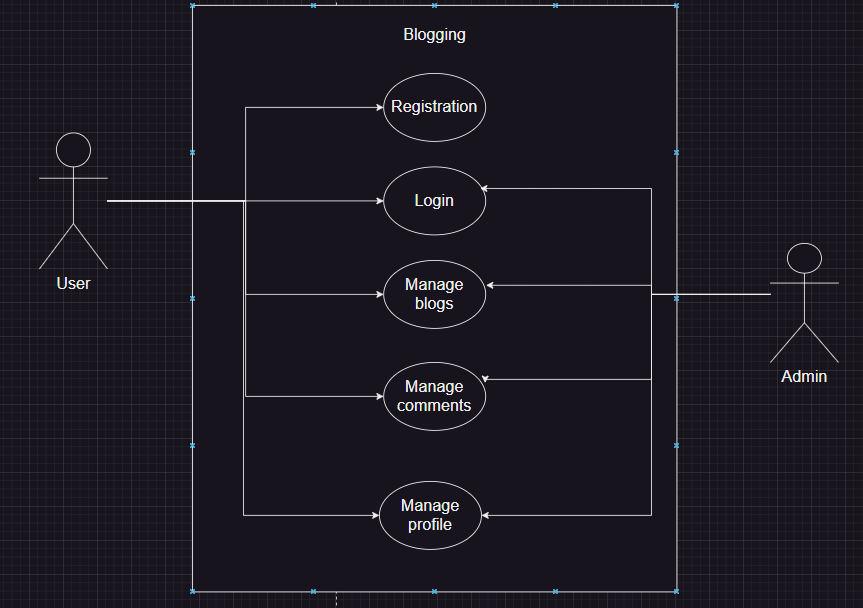 Blogging
Registration
Login
Manage
blogs
Manage
comments
Manage
profile
User
Admin